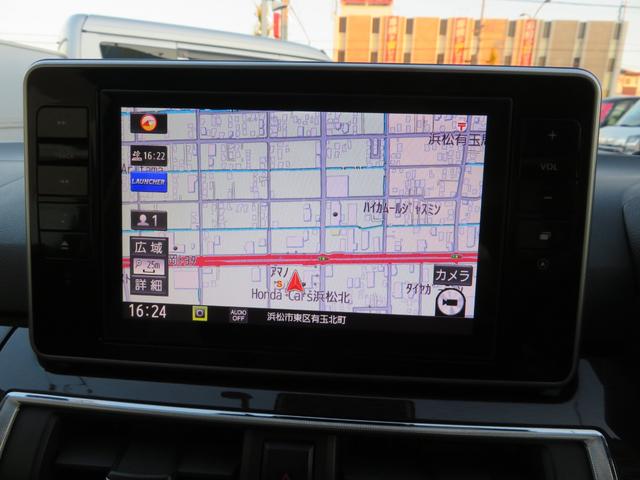 浜松有玉
16:22
LAUNCHER
ハイカムールジャスミン
1
広域
25m
詳細
アマノ
S
Honda Cars浜松北
カメラ
タイヤガ
16:24
AUDIO OFF
浜松市東区有玉北町
VOL